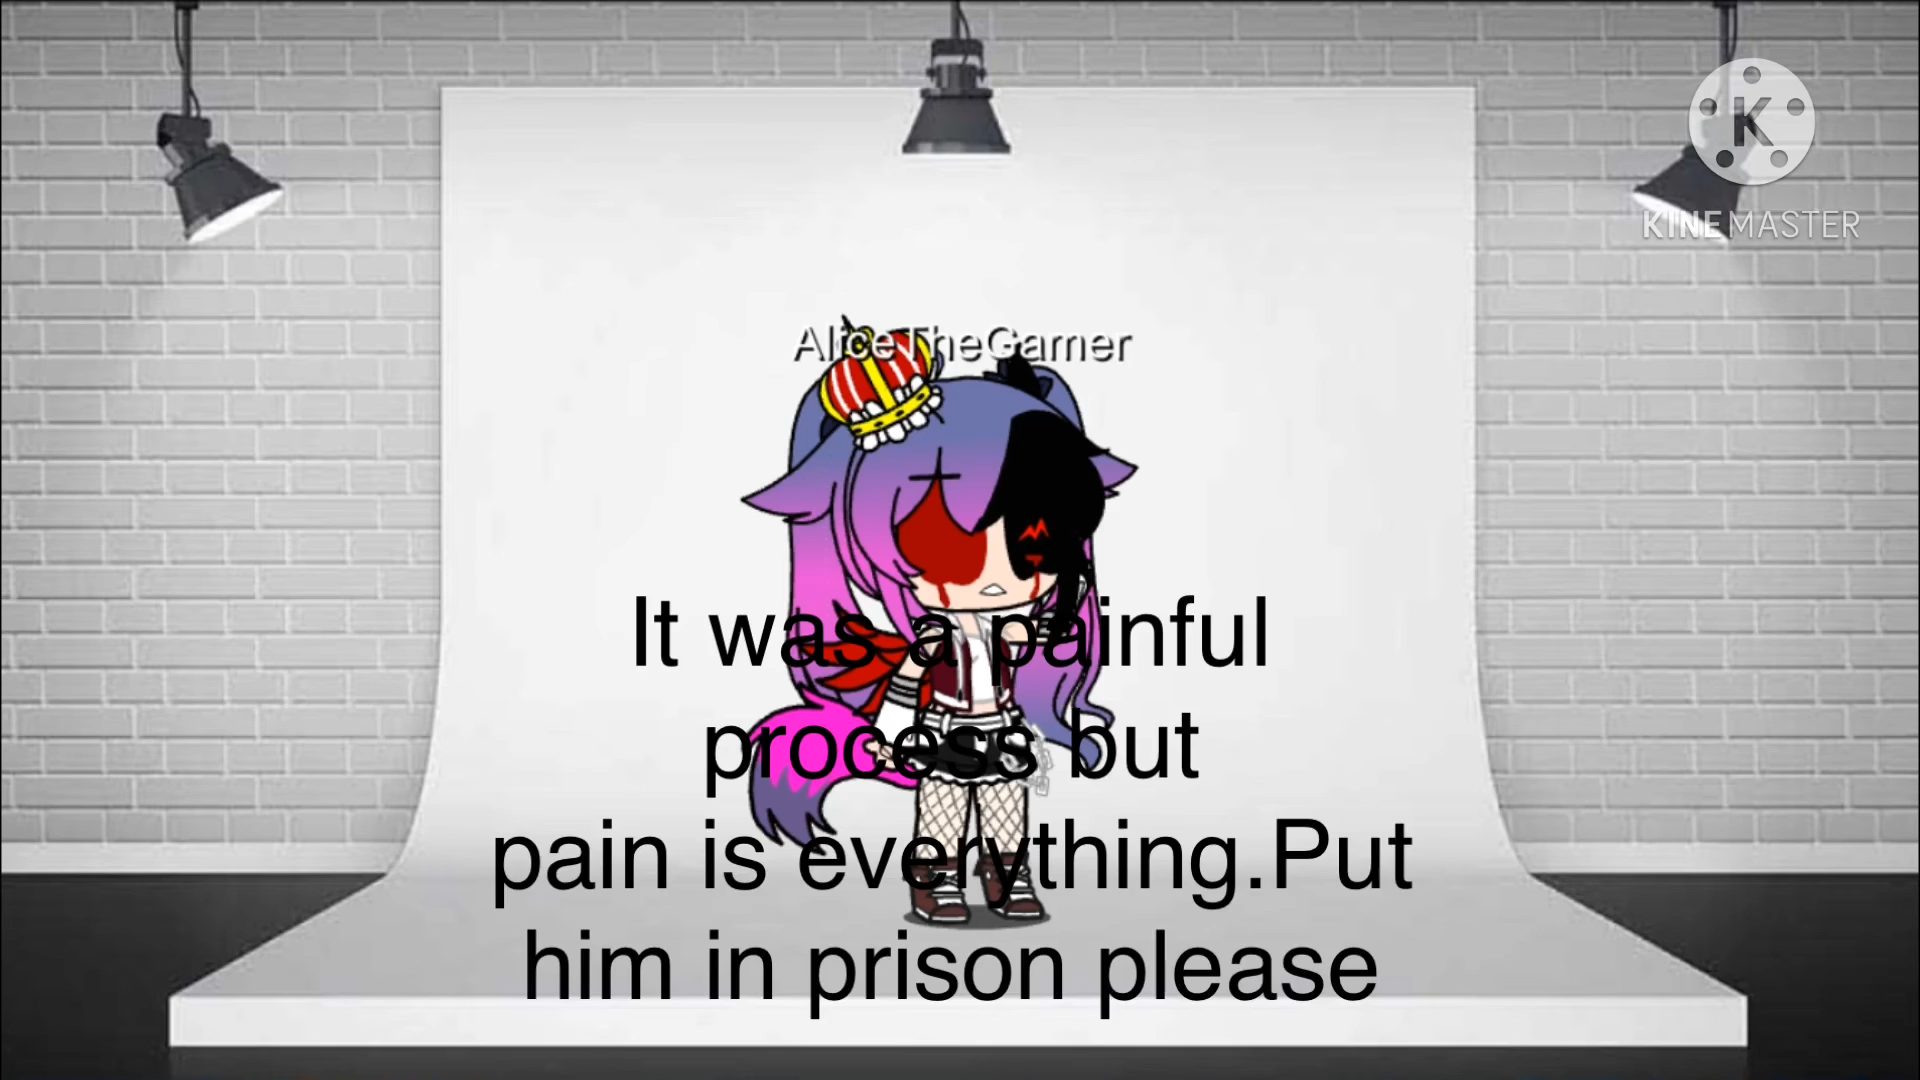 K
KINEMASTER
AliceTheGamer
It was a painful
process but
pain is everything.Put
him in prison please